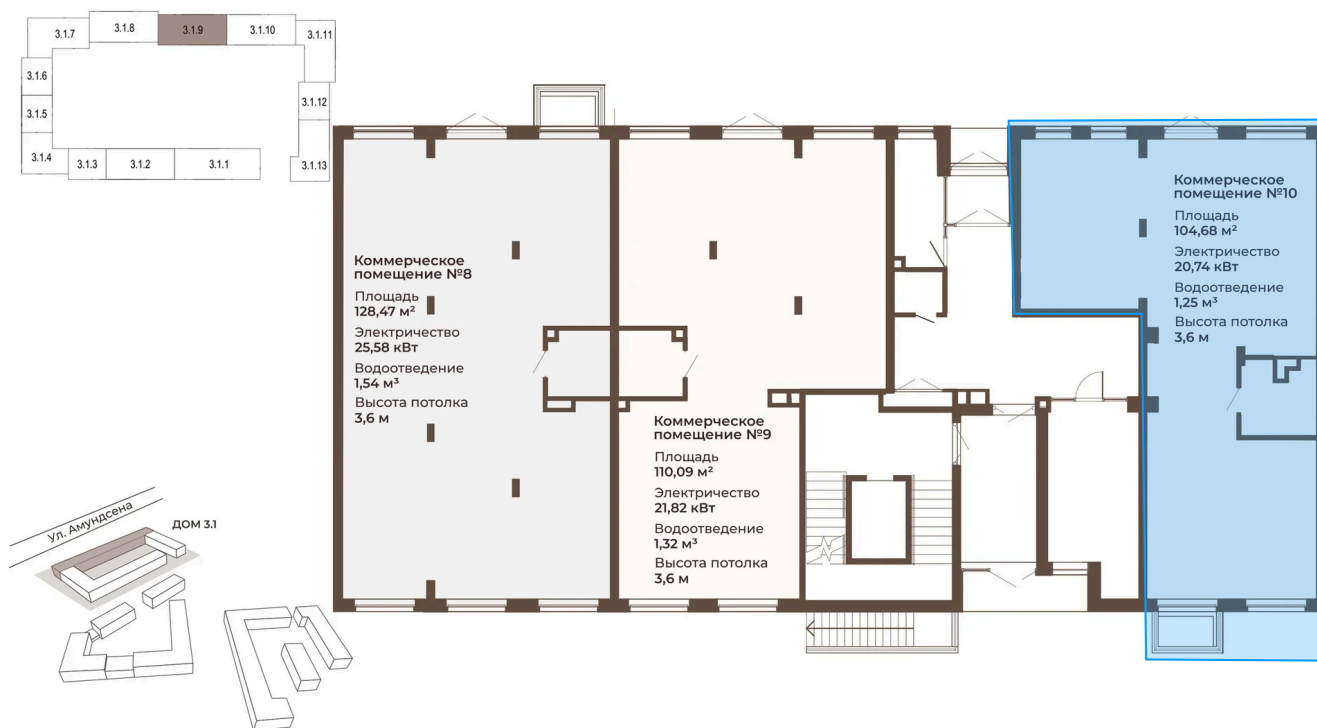 3.1.7
3.1.8
3.1.9
3.1.10
3.1.11
3.1.6
3.1.12
3.1.5
3.1.4
3.1.3
3.1.2
3.1.1
3.1.13
Коммерческое
помещение №8
Площадь
128,47 м²
Электричество
25,58 кВт
Водоотведение
1,54 м³
Высота потолка
3,6 м
Коммерческое
помещение №9
Площадь
110,09 м²
Электричество
21,82 кВт
Водоотведение
1,32 м³
Высота потолка
3,6 м
Коммерческое
помещение №10
Площадь
104,68 м²
Электричество
20,74 кВт
Водоотведение
1,25 м³
Высота потолка
3,6 м
Ул. Амундсена
ДОМ 3.1